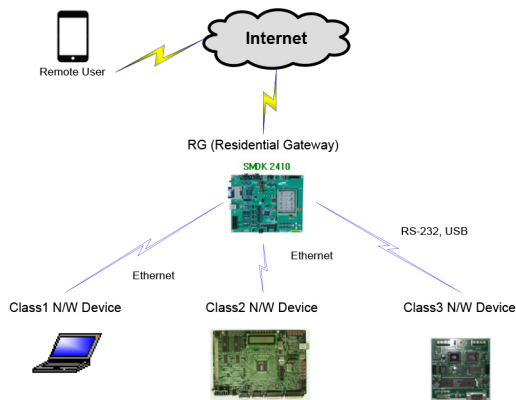 Internet
Remote User
RG (Residential Gateway)
SMDK 2410
RS-232, USB
Ethernet
Ethernet
Class1 N/W Device
Class2 N/W Device
Class3 N/W Device